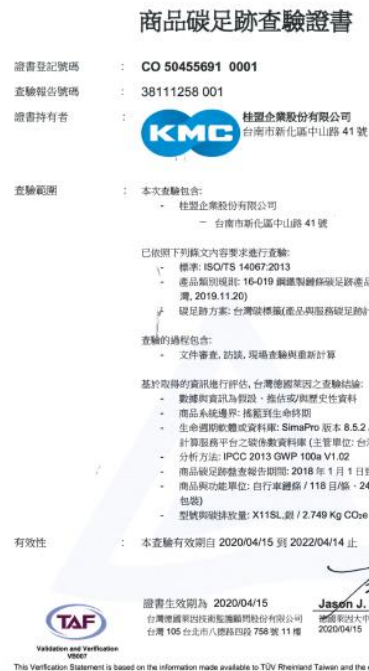 商品碳足跡查驗證書
證書登記號碼 : CO 50455691 0001
查驗報告號碼 : 38111258 001
證書持有者 :
KMC
桂盟企業股份有限公司
台南市新化區中山路 41 號
查驗範圍 : 本次查驗包含:
- 桂盟企業股份有限公司
– 台南市新化區中山路 41 號
已依照下列條文內容要求進行查驗:
- 標準: ISO/TS 14067:2013
- 產品類別規則: 16-019 鋼鐵製鏈條碳足跡產品
灣, 2019.11.20)
- 碳足跡方案: 台灣碳標籤(產品與服務碳足跡計
查驗的過程包含:
- 文件審查, 訪談, 現場查驗與重新計算
基於取得的資訊進行評估, 台灣德國萊因之查驗結論:
- 數據與資訊為假設、推估或/與歷史性資料
- 商品系統邊界: 搖籃到生命終期
- 生命週期軟體或資料庫: SimaPro 版本 8.5.2
計算服務平台之碳係數資料庫 (主管單位: 台
- 分析方法: IPCC 2013 GWP 100a V1.02
- 商品碳足跡盤查報告期間: 2018 年 1 月 1 日
- 商品與功能單位: 自行車鏈條 / 118 目/條、24
包裝)
- 型號與碳排放量: X11SL,銀 / 2.749 Kg CO₂e
有效性 : 本查驗有效期自 2020/04/15 到 2022/04/14 止
證書生效期為 2020/04/15
台灣德國萊因技術監護顧問股份有限公司
台灣 105 台北市八德路四段 758 號 11 樓
Jason J.
德國萊因大中
2020/04/15
TAF
Validation and Verification
VB007
This Verification Statement is based on the information made available to TÜV Rheinland Taiwan and the